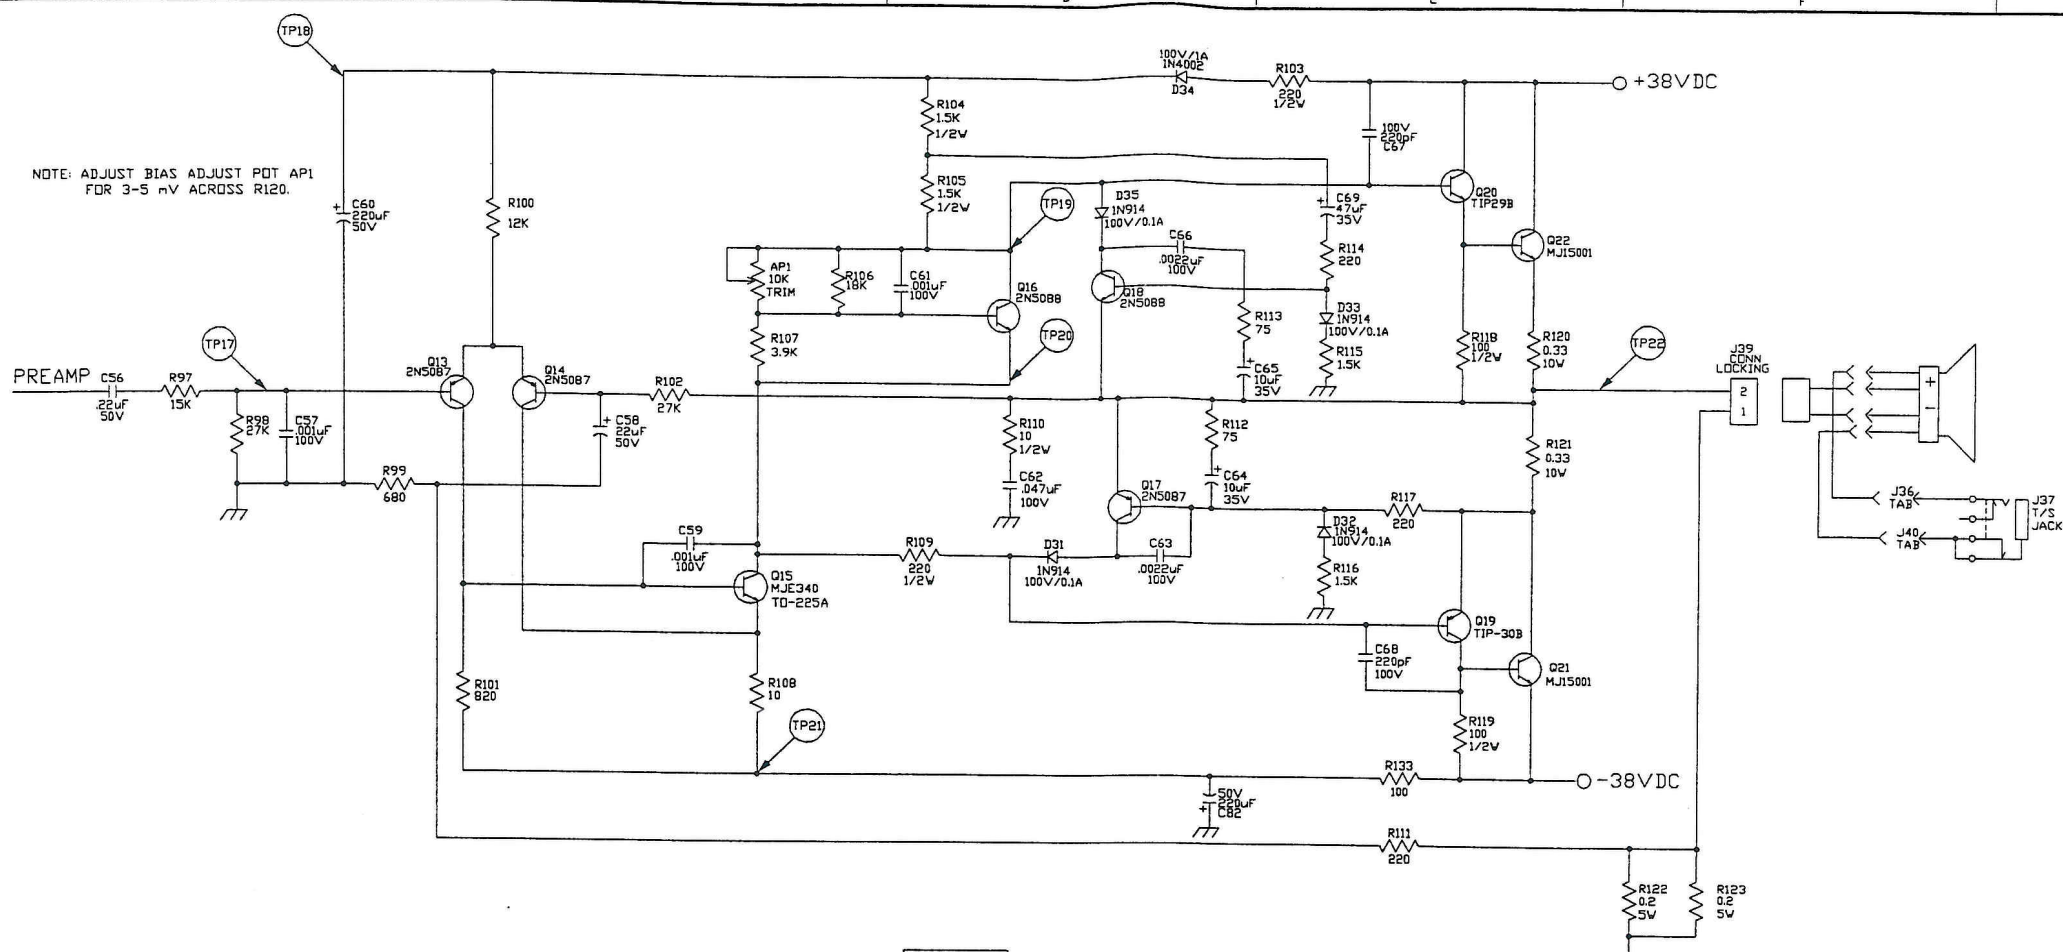 TP18
100V/1A
1N4002
D34
R103
220
1/2W
+38VDC
R104
1.5K
1/2W
100V
220pF
C67
NOTE: ADJUST BIAS ADJUST POT AP1
FOR 3-5 mV ACROSS R120.
C60
+
220uF
50V
R100
12K
R105
1.5K
1/2W
TP19
D35
1N914
100V/0.1A
C69
+
47uF
35V
Q20
TIP29B
C66
.0022uF
100V
R114
220
Q22
MJ15001
AP1
10K
TRIM
R106
18K
C61
.001uF
100V
Q16
2N5088
Q18
2N5088
D33
1N914
100V/0.1A
R113
75
R107
3.9K
TP20
R115
1.5K
R118
100
1/2W
R120
0.33
10W
TP22
TP17
Q13
2N5087
Q14
2N5087
R102
27K
C65
+
10uF
35V
J39
CONN
LOCKING
2
1
+
-
PREAMP
C56
.22uF
50V
R97
15K
R98
27K
C57
.001uF
100V
C58
+
22uF
50V
R110
10
1/2W
R112
75
R121
0.33
10W
R99
680
C62
.047uF
100V
Q17
2N5087
C64
+
10uF
35V
R117
220
J36
TAB
J37
T/S
JACK
J40
TAB
C59
.001uF
100V
D32
1N914
100V/0.1A
R109
220
1/2W
D31
1N914
100V/0.1A
C63
.0022uF
100V
R116
1.5K
Q15
MJE340
TO-225A
Q19
TIP-30B
C68
220pF
100V
Q21
MJ15001
R101
820
R108
10
TP21
R119
100
1/2W
R133
100
-38VDC
50V
220uF
+
C82
R111
220
R122
0.2
5W
R123
0.2
5W